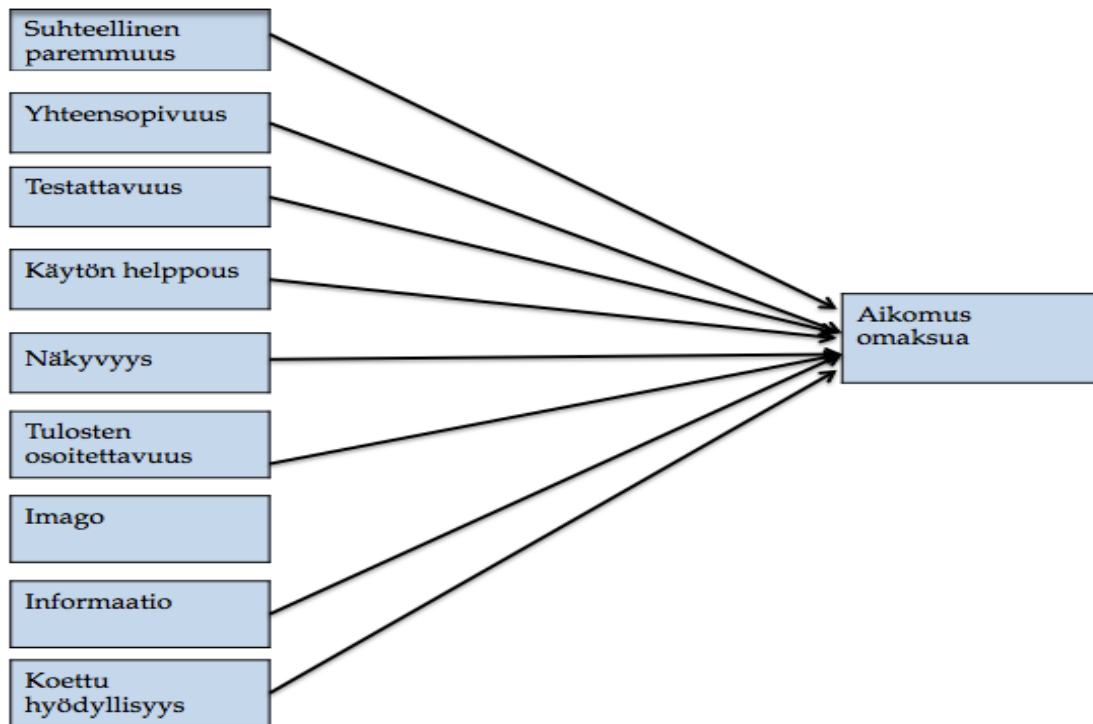 Suhteellinen
paremmuus
Yhteensopivuus
Testattavuus
Käytön helppous
Näkyvyys
Tulosten
osoitettavuus
Imago
Informaatio
Koettu
hyödyllisyys
Aikomus
omaksua